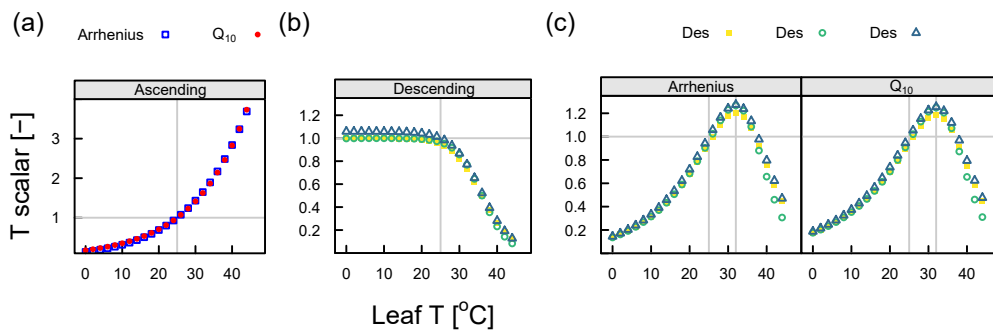 (a)
Arrhenius Q10
(b)
(c)
Des Des Des
Ascending
Descending
Arrhenius
Q10
T scalar [−]
3
2
1
0 10 20 30 40
1.2
1.0
0.8
0.6
0.4
0.2
0 10 20 30 40
1.2
1.0
0.8
0.6
0.4
0.2
0 10 20 30 40
0 10 20 30 40
Leaf T [°C]